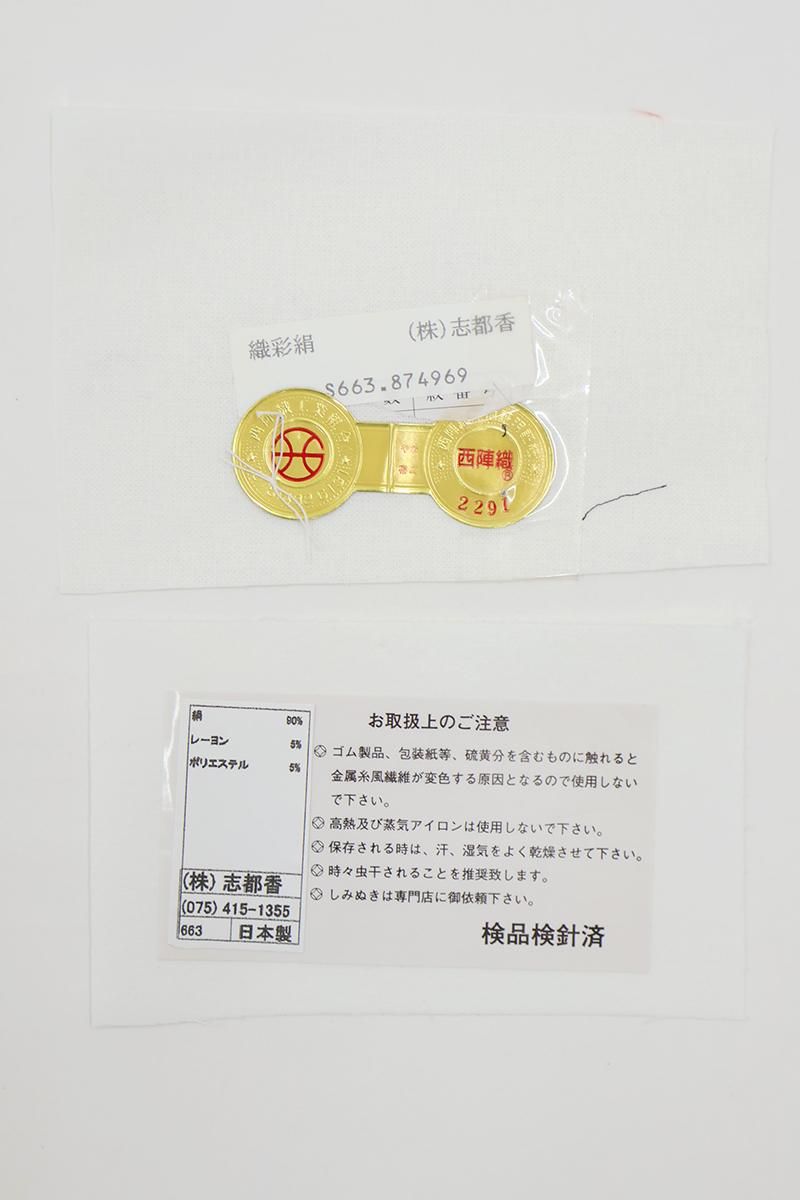 織彩絹 (株)志都香
S663.874969
西陣織
2291
絹 90%
レーヨン 5%
ポリエステル 5%
(株) 志都香
(075) 415-1355
663 日本製
お取扱上のご注意
ゴム製品、包装紙等、硫黄分を含むものに触れると
金属糸風繊維が変色する原因となるので使用しない
で下さい。
高熱及び蒸気アイロンは使用しないで下さい。
保存される時は、汗、湿気をよく乾燥させて下さい。
時々虫干されることを推奨致します。
しみぬきは専門店に御依頼下さい。
検品検針済